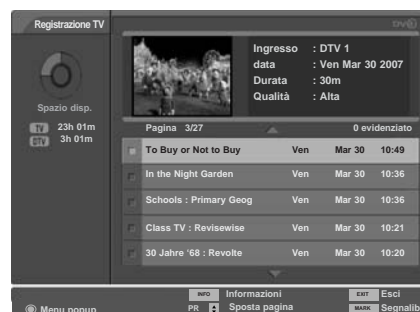 Registrazione TV
DVR
Ingresso : DTV 1
data : Ven Mar 30 2007
Durata : 30m
Qualità : Alta
Spazio disp.
TV 23h 01m
DTV 3h 01m
Pagina 3/27 0 evidenziato
To Buy or Not to Buy Ven Mar 30 10:49
In the Night Garden Ven Mar 30 10:36
Schools : Primary Geog Ven Mar 30 10:36
Class TV : Revisewise Ven Mar 30 10:21
30 Jahre '68 : Revolte Ven Mar 30 10:20
INFO Informazioni EXIT Esci
Menu popup PR Sposta pagina MARK Segnalib